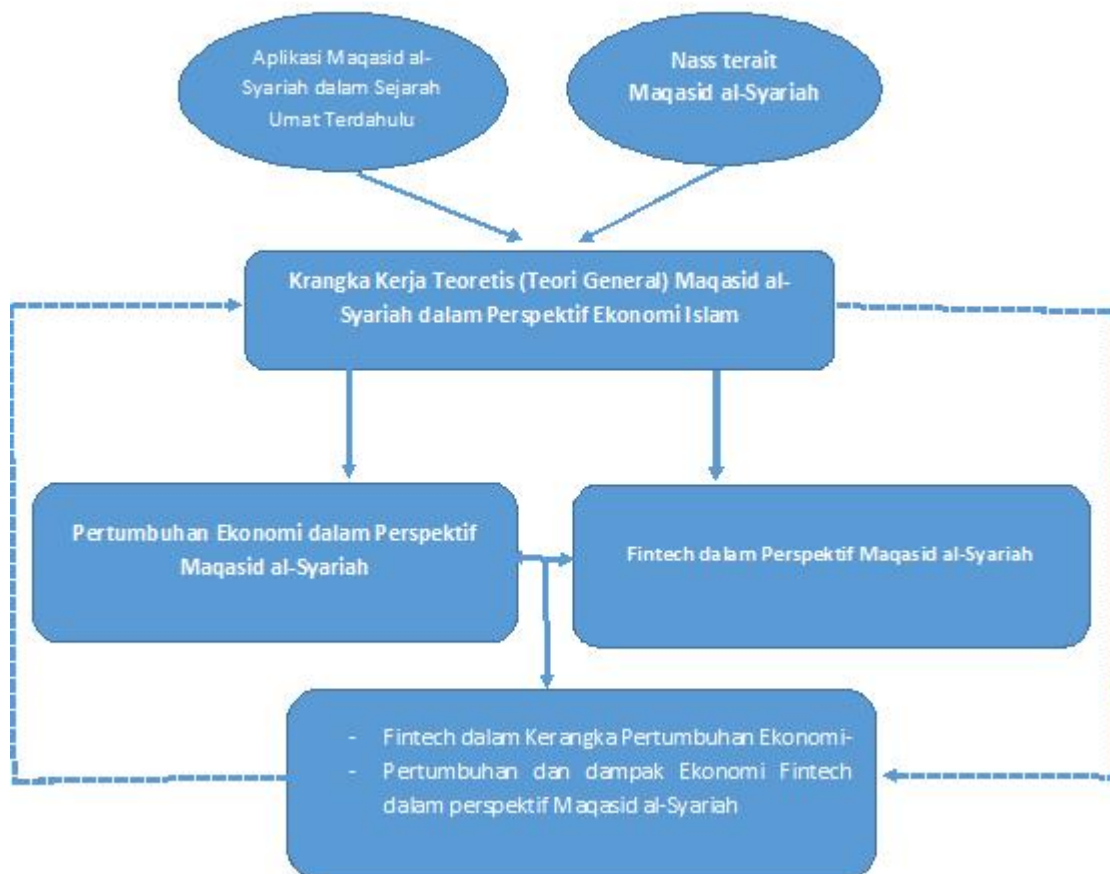 Aplikasi Maqasid al-
Syariah dalam Sejarah
Umat Terdahulu
Nass terait
Maqasid al-Syariah
Krangka Kerja Teoretis (Teori General) Maqasid al-
Syariah dalam Perspektif Ekonomi Islam
Pertumbuhan Ekonomi dalam Perspektif
Maqasid al-Syariah
Fintech dalam Perspektif Maqasid al-Syariah
- Fintech dalam Kerangka Pertumbuhan Ekonomi-
- Pertumbuhan dan dampak Ekonomi Fintech
dalam perspektif Maqasid al-Syariah